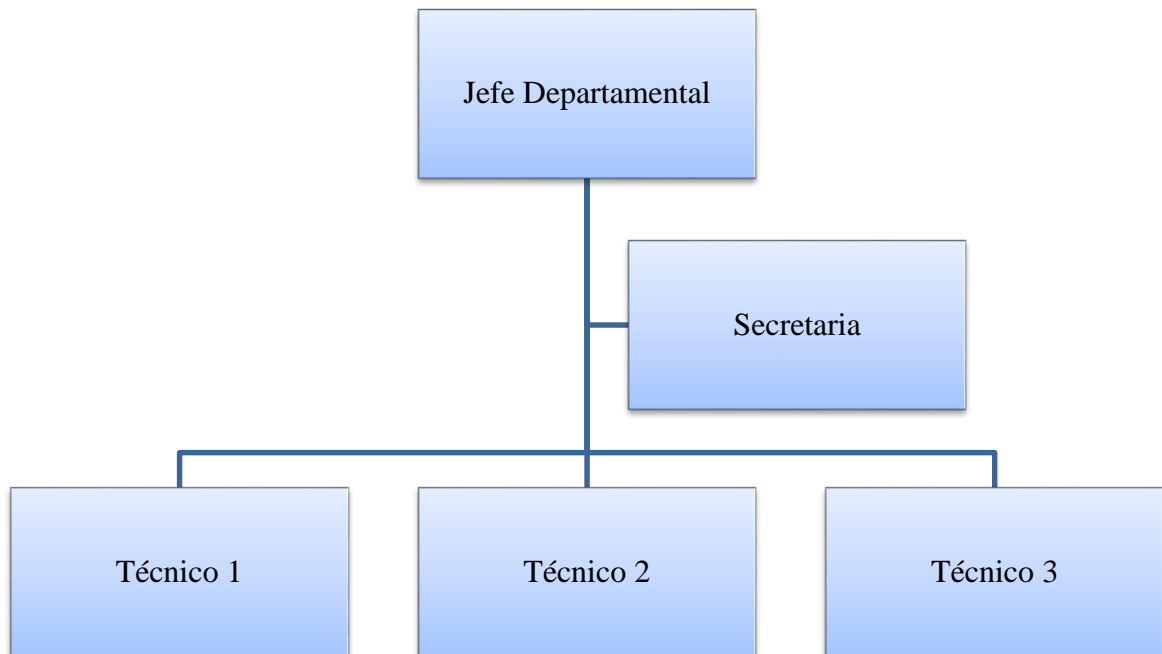 Jefe Departamental
Secretaria
Técnico 1
Técnico 2
Técnico 3